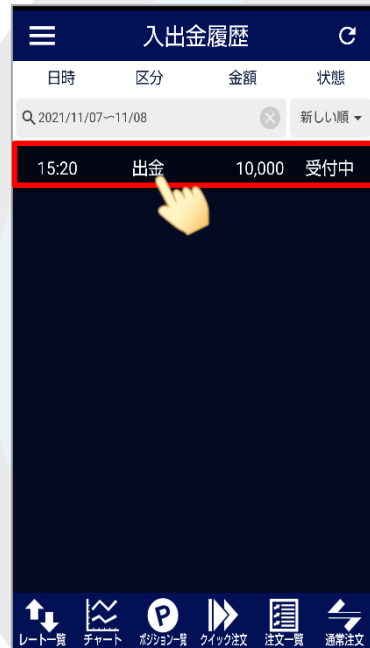 入出金履歴
日時 区分 金額 状態
2021/11/07～11/08 新しい順
15:20 出金 10,000 受付中
レート一覧 チャート ポジション一覧 クイック注文 注文一覧 通常注文